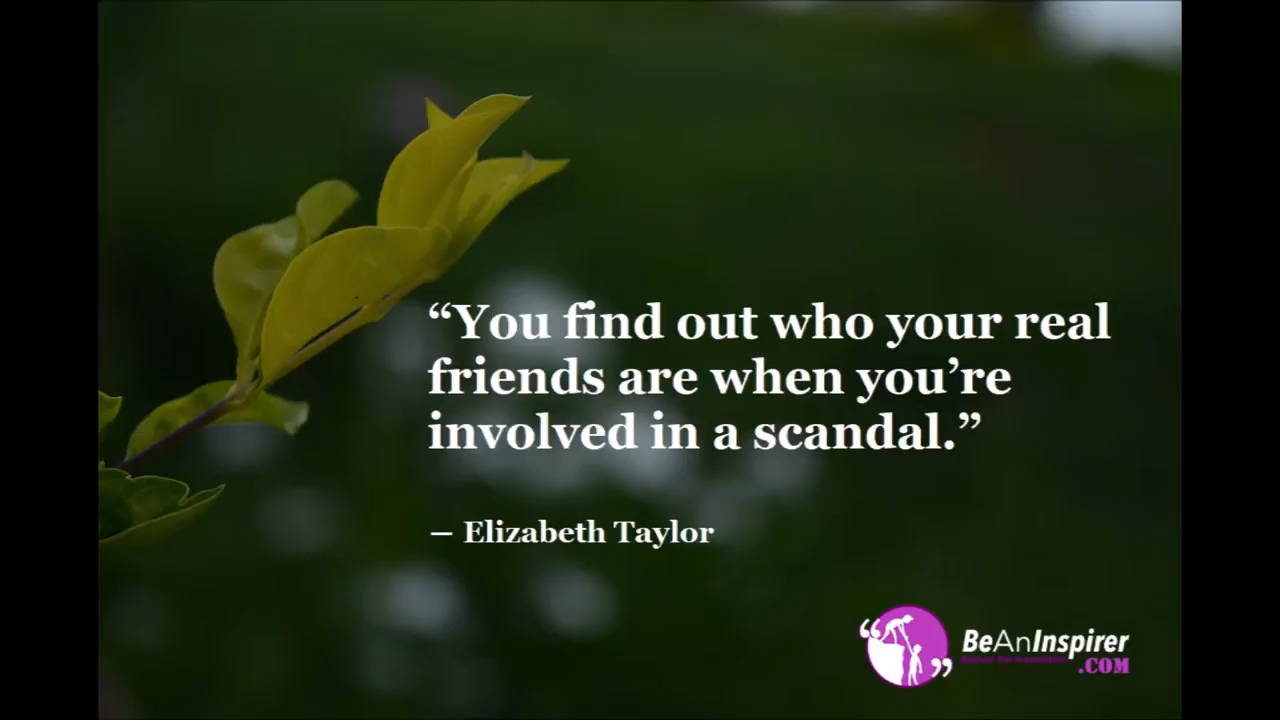 “You find out who your real
friends are when you’re
involved in a scandal.”
— Elizabeth Taylor
BeAnInspirer
.COM